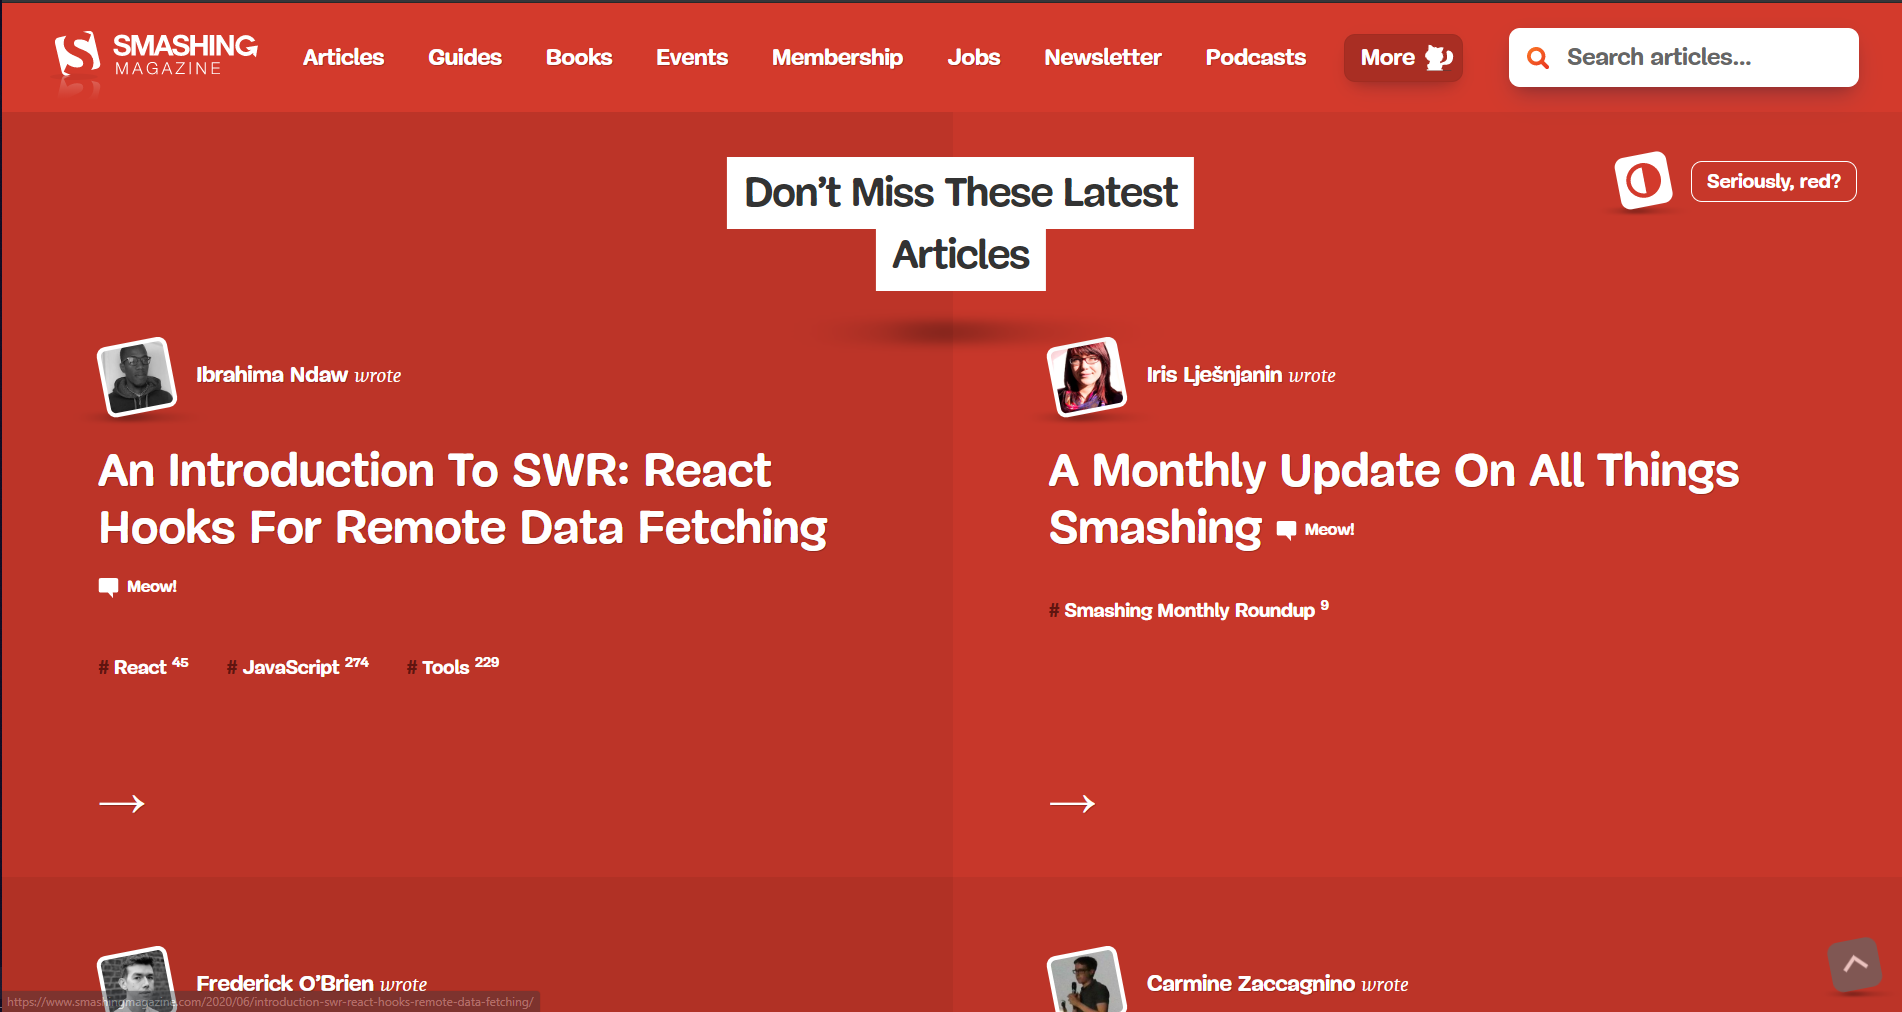 SMASHING
MAGAZINE
Articles Guides Books Events Membership Jobs Newsletter Podcasts More Search articles...
Don’t Miss These Latest
Articles
Seriously, red?
Ibrahima Ndaw wrote
An Introduction To SWR: React
Hooks For Remote Data Fetching
Meow!
# React 45 # JavaScript 274 # Tools 229
→
Iris Lješnjanin wrote
A Monthly Update On All Things
Smashing Meow!
# Smashing Monthly Roundup 9
→
Frederick O’Brien wrote
Carmine Zaccagnino wrote
https://www.smashingmagazine.com/2020/06/introduction-swr-react-hooks-remote-data-fetching/